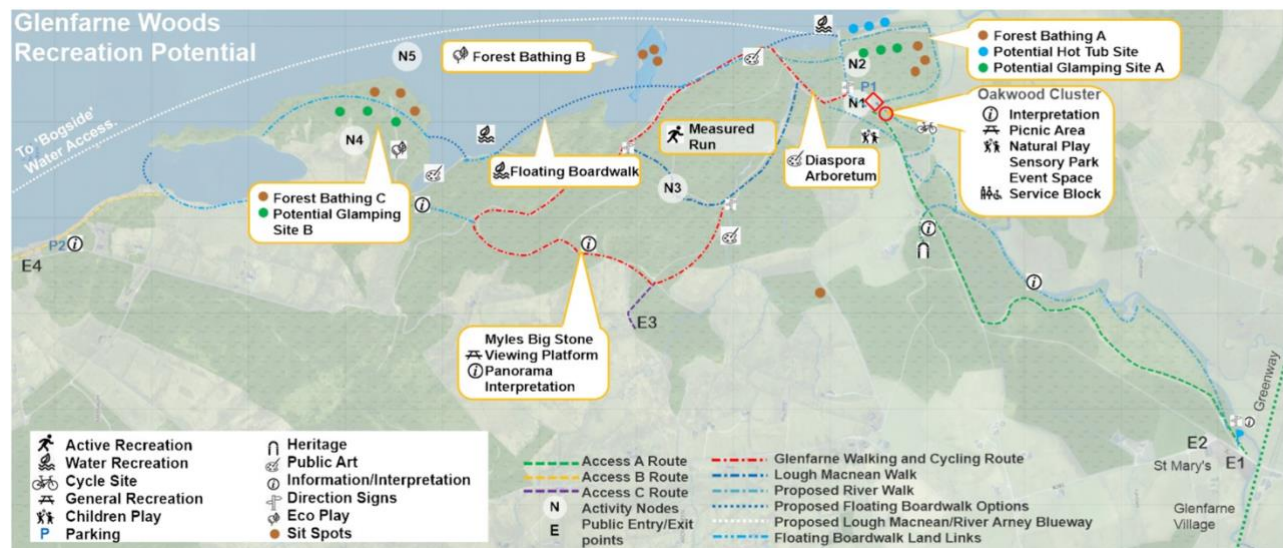 Glenfarne Woods
Recreation Potential
N5
Forest Bathing B
Forest Bathing A
Potential Hot Tub Site
Potential Glamping Site A
N2
P1
N1
Oakwood Cluster
Interpretation
Picnic Area
Natural Play
Sensory Park
Event Space
Service Block
To 'Bogside'
Water Access.
N4
Measured
Run
Floating Boardwalk
Diaspora
Arboretum
N3
Forest Bathing C
Potential Glamping
Site B
P2
E4
E3
Myles Big Stone
Viewing Platform
Panorama
Interpretation
Greenway
E2
E1
St Mary's
Glenfarne
Village
Active Recreation
Water Recreation
Cycle Site
General Recreation
Children Play
P Parking
Heritage
Public Art
Information/Interpretation
Direction Signs
Eco Play
Sit Spots
Access A Route
Access B Route
Access C Route
N Activity Nodes
E Public Entry/Exit
points
Glenfarne Walking and Cycling Route
Lough Macnean Walk
Proposed River Walk
Proposed Floating Boardwalk Options
Proposed Lough Macnean/River Arney Blueway
Floating Boardwalk Land Links